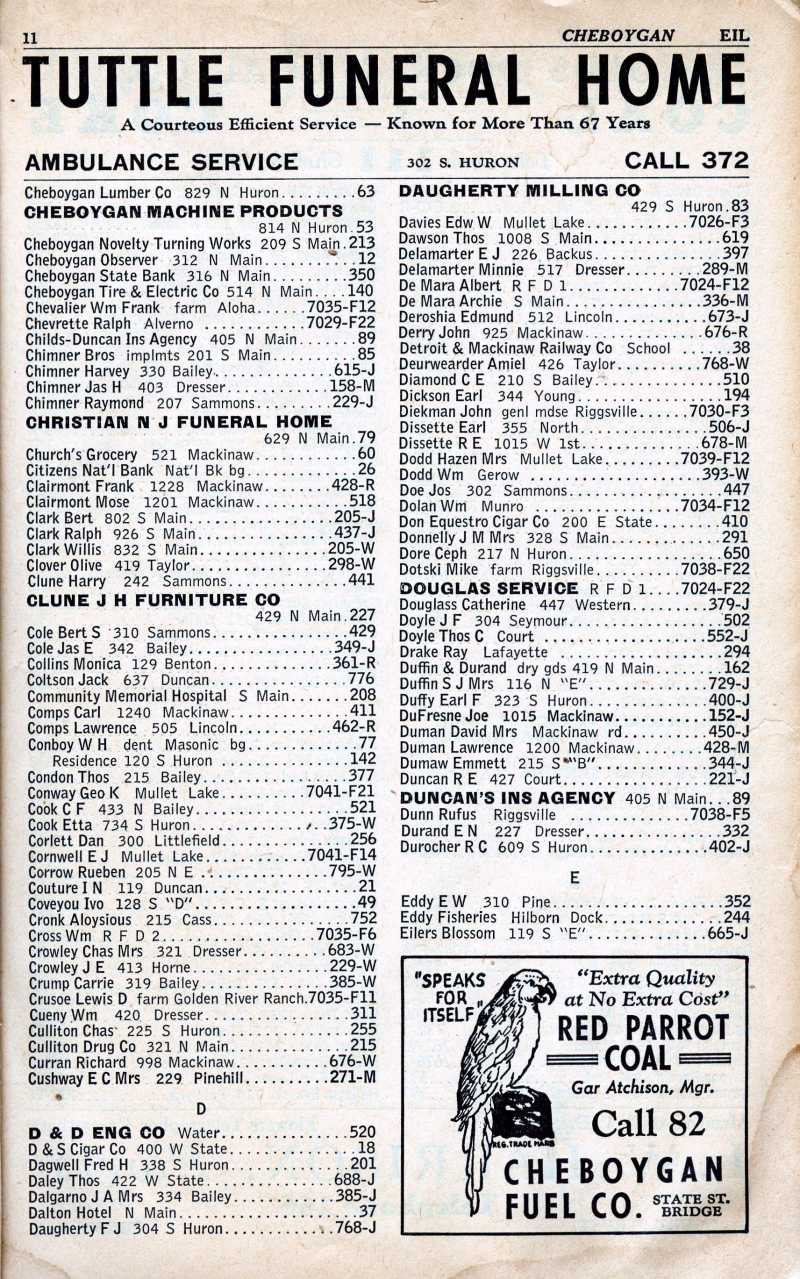 11 CHEBOYGAN EIL
TUTTLE FUNERAL HOME
A Courteous Efficient Service — Known for More Than 67 Years
AMBULANCE SERVICE 302 S. HURON CALL 372
Cheboygan Lumber Co 829 N Huron.........63
CHEBOYGAN MACHINE PRODUCTS
814 N Huron.53
Cheboygan Novelty Turning Works 209 S Main.213
Cheboygan Observer 312 N Main............12
Cheboygan State Bank 316 N Main.........350
Cheboygan Tire & Electric Co 514 N Main....140
Chevalier Wm Frank farm Aloha......7035-F12
Chevrette Ralph Alverno ............7029-F22
Childs-Duncan Ins Agency 405 N Main.......89
Chimner Bros implmts 201 S Main..........85
Chimner Harvey 330 Bailey..............615-J
Chimner Jas H 403 Dresser............158-M
Chimner Raymond 207 Sammons.........229-J
CHRISTIAN N J FUNERAL HOME
629 N Main.79
Church's Grocery 521 Mackinaw............60
Citizens Nat'l Bank Nat'l Bk bg.............26
Clairmont Frank 1228 Mackinaw........428-R
Clairmont Mose 1201 Mackinaw...........518
Clark Bert 802 S Main.................205-J
Clark Ralph 926 S Main................437-J
Clark Willis 832 S Main...............205-W
Clover Olive 419 Taylor................298-W
Clune Harry 242 Sammons..............441
CLUNE J H FURNITURE CO
429 N Main.227
Cole Bert S 310 Sammons................429
Cole Jas E 342 Bailey..................349-J
Collins Monica 129 Benton..............361-R
Coltson Jack 637 Duncan................776
Community Memorial Hospital S Main.......208
Comps Carl 1240 Mackinaw..............411
Comps Lawrence 505 Lincoln...........462-R
Conboy W H dent Masonic bg.............77
Residence 120 S Huron ...............142
Condon Thos 215 Bailey.................377
Conway Geo K Mullet Lake..........7041-F21
Cook C F 433 N Bailey..................521
Cook Etta 734 S Huron................375-W
Corlett Dan 300 Littlefield...............256
Cornwell E J Mullet Lake............7041-F14
Corrow Rueben 205 N E ..............795-W
Couture I N 119 Duncan..................21
Coveyou Ivo 128 S "D"...................49
Cronk Aloysious 215 Cass................752
Cross Wm R F D 2..................7035-F6
Crowley Chas Mrs 321 Dresser..........683-W
Crowley J E 413 Horne................229-W
Crump Carrie 319 Bailey...............385-W
Crusoe Lewis D farm Golden River Ranch.7035-F11
Cueny Wm 420 Dresser.................311
Culliton Chas 225 S Huron...............255
Culliton Drug Co 321 N Main..............215
Curran Richard 998 Mackinaw...........676-W
Cushway E C Mrs 229 Pinehill..........271-M
D
D & D ENG CO Water...............520
D & S Cigar Co 400 W State...............18
Dagwell Fred H 338 S Huron..............201
Daley Thos 422 W State...............688-J
Dalgarno J A Mrs 334 Bailey............385-J
Dalton Hotel N Main.....................37
Daugherty F J 304 S Huron.............768-J
DAUGHERTY MILLING CO
429 S Huron.83
Davies Edw W Mullet Lake............7026-F3
Dawson Thos 1008 S Main...............619
Delamarter E J 226 Backus...............397
Delamarter Minnie 517 Dresser.........289-M
De Mara Albert R F D 1.............7024-F12
De Mara Archie S Main................336-M
Deroshia Edmund 512 Lincoln...........673-J
Derry John 925 Mackinaw..............676-R
Detroit & Mackinaw Railway Co School ......38
Deurwearder Amiel 426 Taylor..........768-W
Diamond C E 210 S Bailey...............510
Dickson Earl 344 Young.................194
Diekman John genl mdse Riggsville......7030-F3
Dissette Earl 355 North................506-J
Dissette R E 1015 W 1st..............678-M
Dodd Hazen Mrs Mullet Lake.........7039-F12
Dodd Wm Gerow ....................393-W
Doe Jos 302 Sammons..................447
Dolan Wm Munro .................7034-F12
Don Equestro Cigar Co 200 E State........410
Donnelly J M Mrs 328 S Main.............291
Dore Ceph 217 N Huron.................650
Dotski Mike farm Riggsville..........7038-F22
DOUGLAS SERVICE R F D 1....7024-F22
Douglass Catherine 447 Western.........379-J
Doyle J F 304 Seymour..................502
Doyle Thos C Court ..................552-J
Drake Ray Lafayette ...................294
Duffin & Durand dry gds 419 N Main.......162
Duffin S J Mrs 116 N "E"..............729-J
Duffy Earl F 323 S Huron..............400-J
DuFresne Joe 1015 Mackinaw...........152-J
Duman David Mrs Mackinaw rd..........450-J
Duman Lawrence 1200 Mackinaw........428-M
Dumaw Emmett 215 S "B"..............344-J
Duncan R E 427 Court.................221-J
DUNCAN'S INS AGENCY 405 N Main...89
Dunn Rufus Riggsville ...............7038-F5
Durand E N 227 Dresser................332
Durocher R C 609 S Huron.............402-J
E
Eddy E W 310 Pine.....................352
Eddy Fisheries Hilborn Dock..............244
Eilers Blossom 119 S "E"..............665-J
"SPEAKS
FOR
ITSELF"
"Extra Quality
at No Extra Cost"
RED PARROT
COAL
Gar Atchison, Mgr.
Call 82
REG. TRADE MARK
CHEBOYGAN
FUEL CO. STATE ST.
BRIDGE